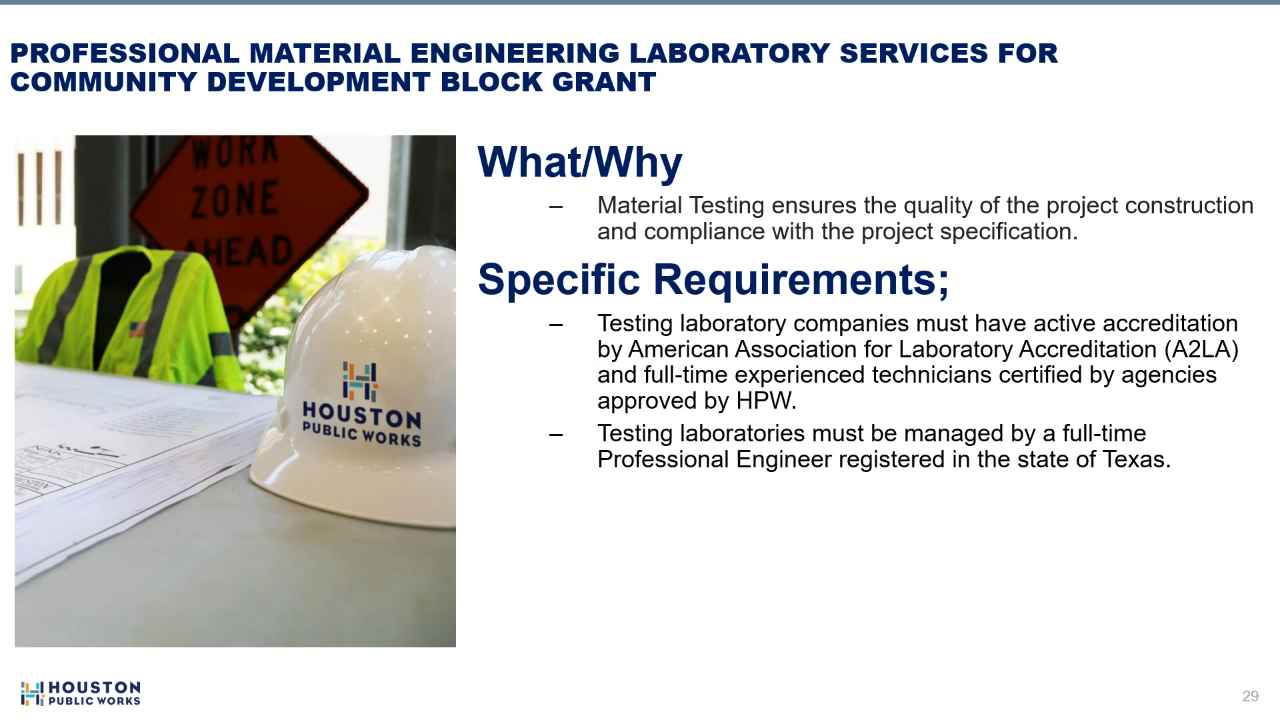 PROFESSIONAL MATERIAL ENGINEERING LABORATORY SERVICES FOR
COMMUNITY DEVELOPMENT BLOCK GRANT
WORK
ZONE
AHEAD
HOUSTON
PUBLIC WORKS
What/Why
– Material Testing ensures the quality of the project construction
and compliance with the project specification.
Specific Requirements;
– Testing laboratory companies must have active accreditation
by American Association for Laboratory Accreditation (A2LA)
and full-time experienced technicians certified by agencies
approved by HPW.
– Testing laboratories must be managed by a full-time
Professional Engineer registered in the state of Texas.
HOUSTON
PUBLIC WORKS
29